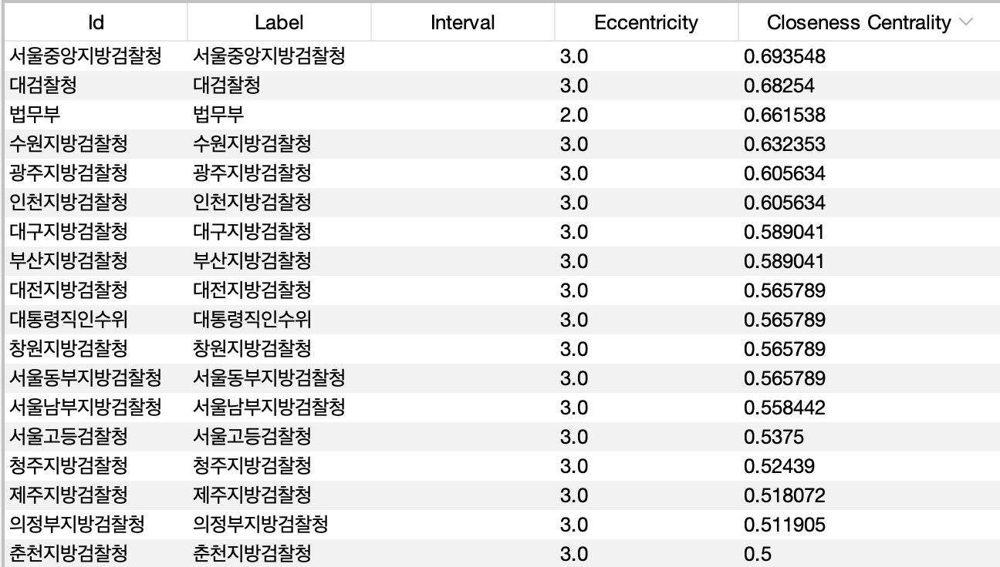 Id Label Interval Eccentricity Closeness Centrality
서울중앙지방검찰청 서울중앙지방검찰청 3.0 0.693548
대검찰청 대검찰청 3.0 0.68254
법무부 법무부 2.0 0.661538
수원지방검찰청 수원지방검찰청 3.0 0.632353
광주지방검찰청 광주지방검찰청 3.0 0.605634
인천지방검찰청 인천지방검찰청 3.0 0.605634
대구지방검찰청 대구지방검찰청 3.0 0.589041
부산지방검찰청 부산지방검찰청 3.0 0.589041
대전지방검찰청 대전지방검찰청 3.0 0.565789
대통령직인수위 대통령직인수위 3.0 0.565789
창원지방검찰청 창원지방검찰청 3.0 0.565789
서울동부지방검찰청 서울동부지방검찰청 3.0 0.565789
서울남부지방검찰청 서울남부지방검찰청 3.0 0.558442
서울고등검찰청 서울고등검찰청 3.0 0.5375
청주지방검찰청 청주지방검찰청 3.0 0.52439
제주지방검찰청 제주지방검찰청 3.0 0.518072
의정부지방검찰청 의정부지방검찰청 3.0 0.511905
춘천지방검찰청 춘천지방검찰청 3.0 0.5